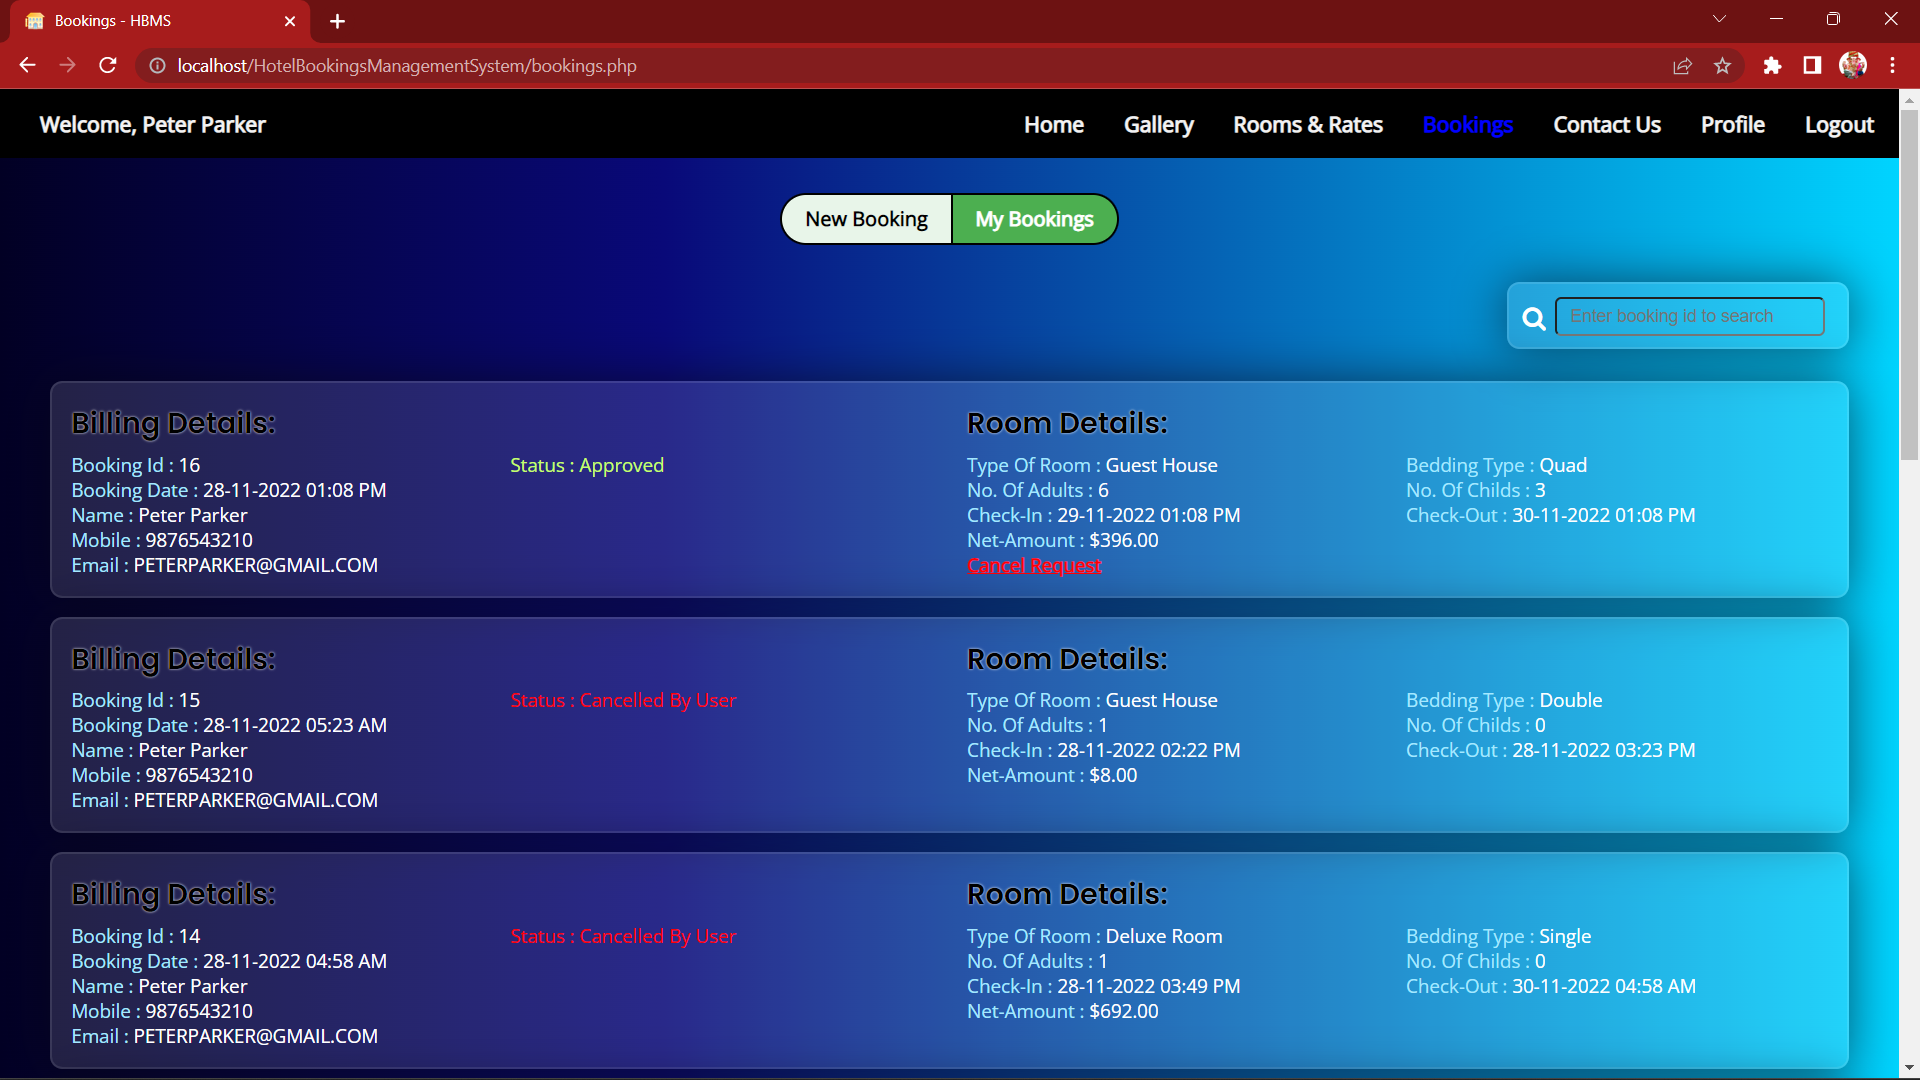 Bookings - HBMS
localhost/HotelBookingsManagementSystem/bookings.php
Welcome, Peter Parker
Home Gallery Rooms & Rates Bookings Contact Us Profile Logout
New Booking My Bookings
Enter booking id to search
Billing Details: Room Details:
Booking Id : 16 Status : Approved Type Of Room : Guest House Bedding Type : Quad
Booking Date : 28-11-2022 01:08 PM No. Of Adults : 6 No. Of Childs : 3
Name : Peter Parker Check-In : 29-11-2022 01:08 PM Check-Out : 30-11-2022 01:08 PM
Mobile : 9876543210 Net-Amount : $396.00
Email : PETERPARKER@GMAIL.COM Cancel Request
Billing Details: Room Details:
Booking Id : 15 Status : Cancelled By User Type Of Room : Guest House Bedding Type : Double
Booking Date : 28-11-2022 05:23 AM No. Of Adults : 1 No. Of Childs : 0
Name : Peter Parker Check-In : 28-11-2022 02:22 PM Check-Out : 28-11-2022 03:23 PM
Mobile : 9876543210 Net-Amount : $8.00
Email : PETERPARKER@GMAIL.COM
Billing Details: Room Details:
Booking Id : 14 Status : Cancelled By User Type Of Room : Deluxe Room Bedding Type : Single
Booking Date : 28-11-2022 04:58 AM No. Of Adults : 1 No. Of Childs : 0
Name : Peter Parker Check-In : 28-11-2022 03:49 PM Check-Out : 30-11-2022 04:58 AM
Mobile : 9876543210 Net-Amount : $692.00
Email : PETERPARKER@GMAIL.COM